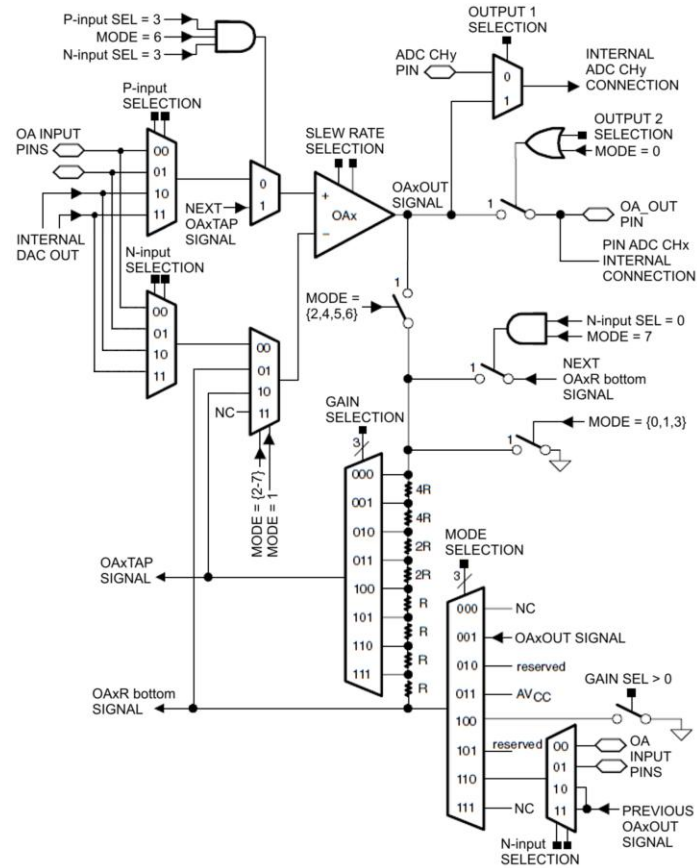 P-input SEL = 3
MODE = 6
N-input SEL = 3
OUTPUT 1
SELECTION
ADC CHy
PIN
0
1
INTERNAL
ADC CHy
CONNECTION
P-input
SELECTION
OA INPUT
PINS
00
01
10
11
INTERNAL
DAC OUT
0
1
NEXT
OAxTAP
SIGNAL
SLEW RATE
SELECTION
+
OAx
−
OAxOUT
SIGNAL
OUTPUT 2
SELECTION
MODE = 0
1
OA_OUT
PIN
PIN ADC CHx
INTERNAL
CONNECTION
N-input
SELECTION
00
01
10
11
00
01
10
11
NC
MODE = {2-7}
MODE = 1
MODE =
{2,4,5,6}
1
N-input SEL = 0
MODE = 7
1
NEXT
OAxR bottom
SIGNAL
MODE = {0,1,3}
1
GAIN
SELECTION
3
000
001
010
011
100
101
110
111
4R
4R
2R
2R
R
R
R
R
OAxTAP
SIGNAL
OAxR bottom
SIGNAL
MODE
SELECTION
3
000
001
010
011
100
101
110
111
NC
OAxOUT SIGNAL
reserved
AVCC
GAIN SEL > 0
reserved
NC
00
01
10
11
OA
INPUT
PINS
PREVIOUS
OAxOUT
SIGNAL
N-input
SELECTION